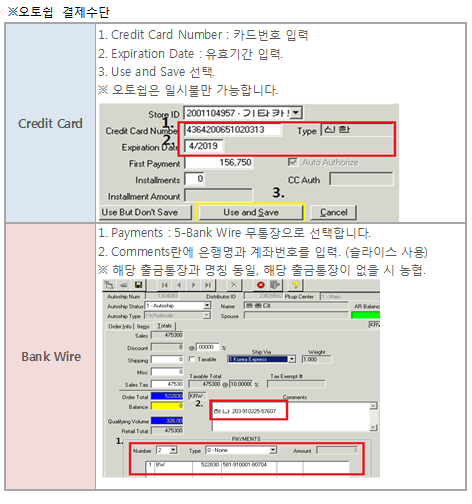 ※오토쉽 결제수단
Credit Card
1. Credit Card Number : 카드번호 입력
2. Expiration Date : 유효기간 입력.
3. Use and Save 선택.
※ 오토쉽은 일시불만 가능합니다.
Store ID 2001104957 - 기타카
1.
Credit Card Number 4364200651020313 Type 신한
2.
Expiration Date 4/2019
First Payment 156,750 Auto Authorize
Installments 0 CC Auth
Installment Amount
3.
Use But Don't Save Use and Save Cancel
Bank Wire
1. Payments : 5-Bank Wire 무통장으로 선택합니다.
2. Comments란에 은행명과 계좌번호를 입력. (슬라이스 사용)
※ 해당 출금통장과 명칭 동일, 해당 출금통장이 없을 시 농협.
Autoship Num Distributor ID Pickup Center 1 - Main
Autoship Status 1 - Autoship Name AR Balance
Autoship Type Wholesale Spouse
Order Info Items Totals KRW
Sales 475300
Discount 0 @ .00000 % Ship Via Weight
Shipping 0 Taxable 1 Korea Express 1.000
Misc 0 Taxable Total Tax Exempt #
Sales Tax 47530 475300 @ 10.00000 %
Order Total 522830 KRW Comments
Balance 0
2.
하나 203-910225-57607
Qualifying Volume 326.00
Retail Total 475300
1.
PAYMENTS
Number 2 Type 0 - None Amount 0
1 BW 522830 581-910001-80704